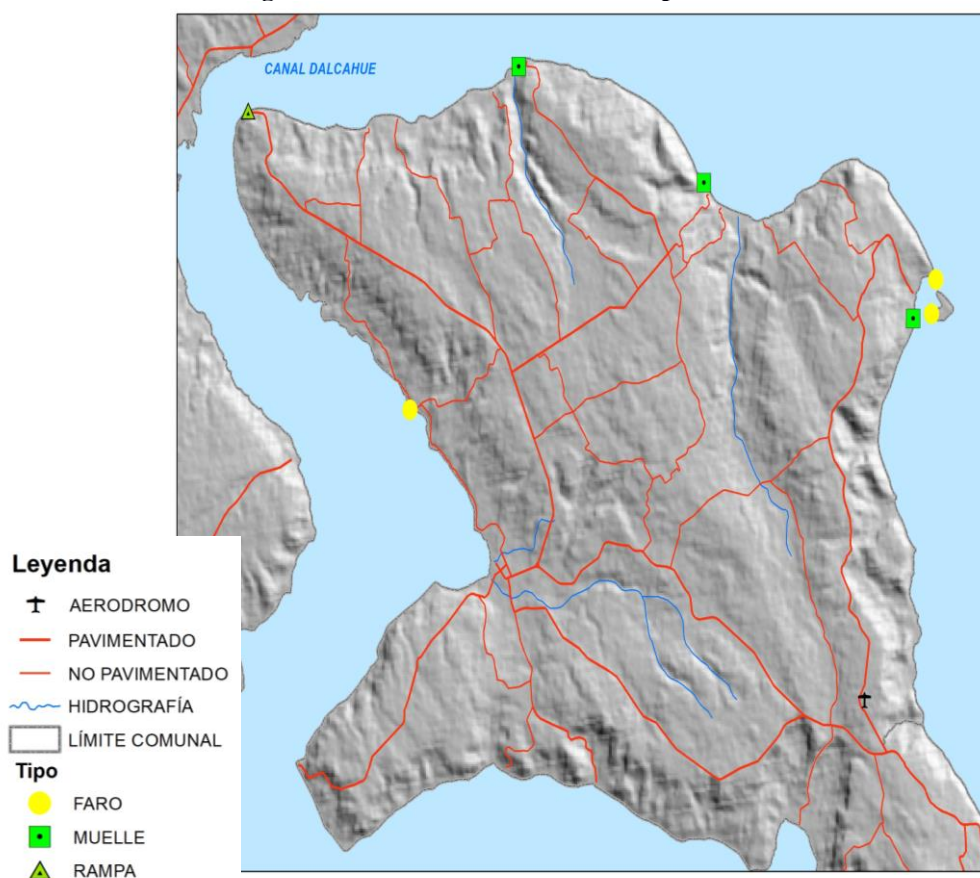 CANAL DALCAHUE
Leyenda
AERODROMO
PAVIMENTADO
NO PAVIMENTADO
HIDROGRAFÍA
LÍMITE COMUNAL
Tipo
FARO
MUELLE
RAMPA